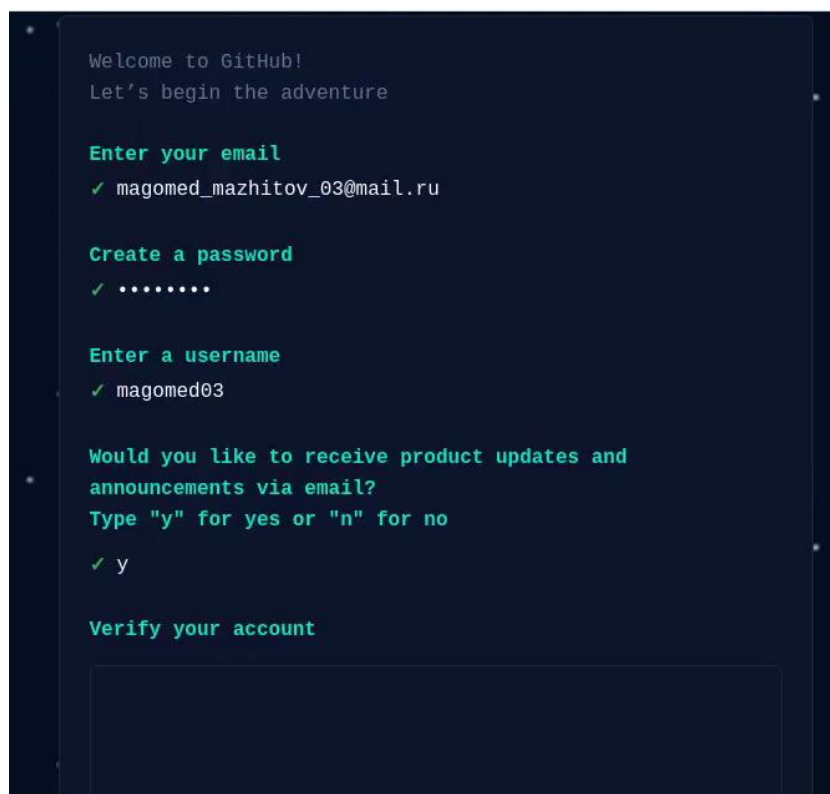 Welcome to GitHub!
Let’s begin the adventure
Enter your email
✓ magomed_mazhitov_03@mail.ru
Create a password
✓ ••••••••
Enter a username
✓ magomed03
Would you like to receive product updates and
announcements via email?
Type "y" for yes or "n" for no
✓ y
Verify your account